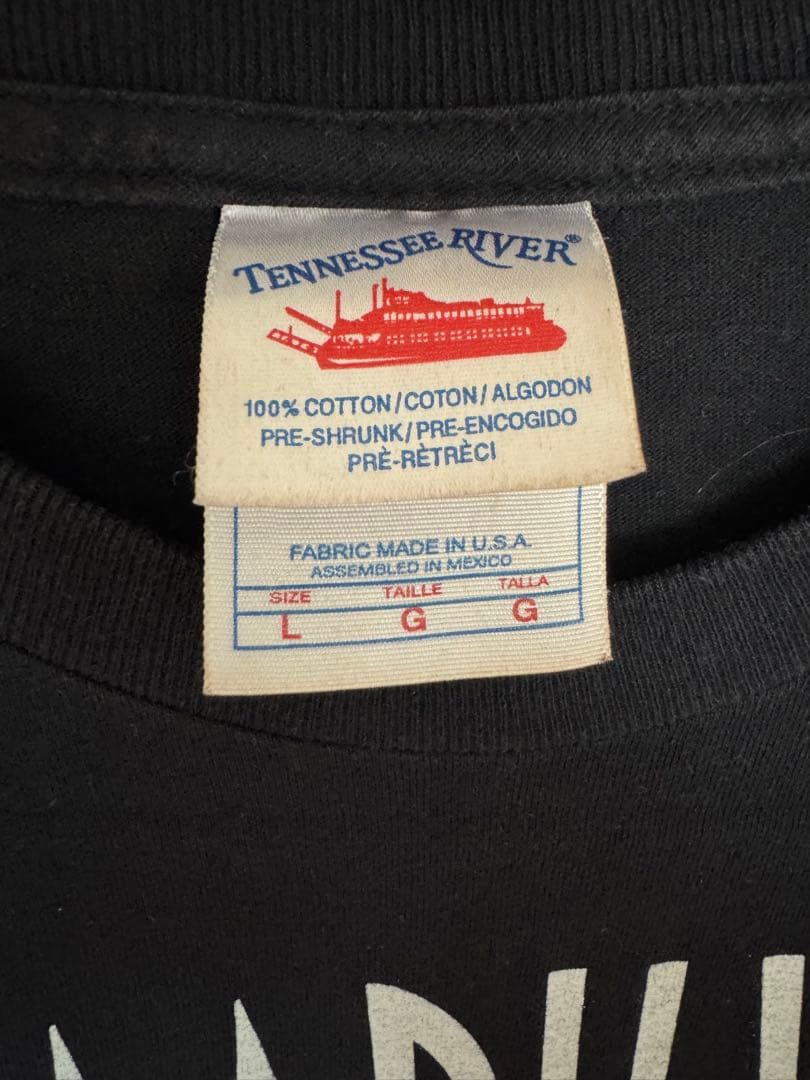 TENNESSEE RIVER®
100% COTTON/COTON/ALGODON
PRE-SHRUNK/PRE-ENCOGIDO
PRÈ-RÈTRÈCI
FABRIC MADE IN U.S.A.
ASSEMBLED IN MEXICO
SIZE TAILLE TALLA
L G G